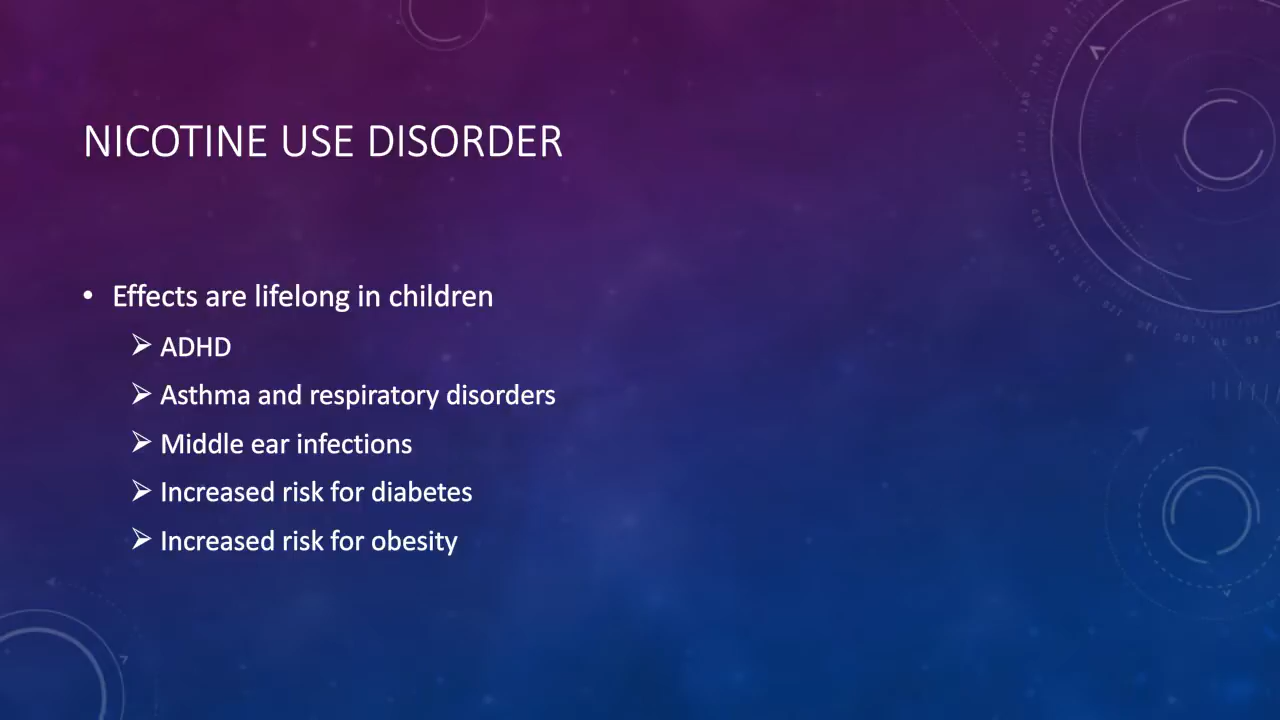 NICOTINE USE DISORDER
• Effects are lifelong in children
➢ ADHD
➢ Asthma and respiratory disorders
➢ Middle ear infections
➢ Increased risk for diabetes
➢ Increased risk for obesity